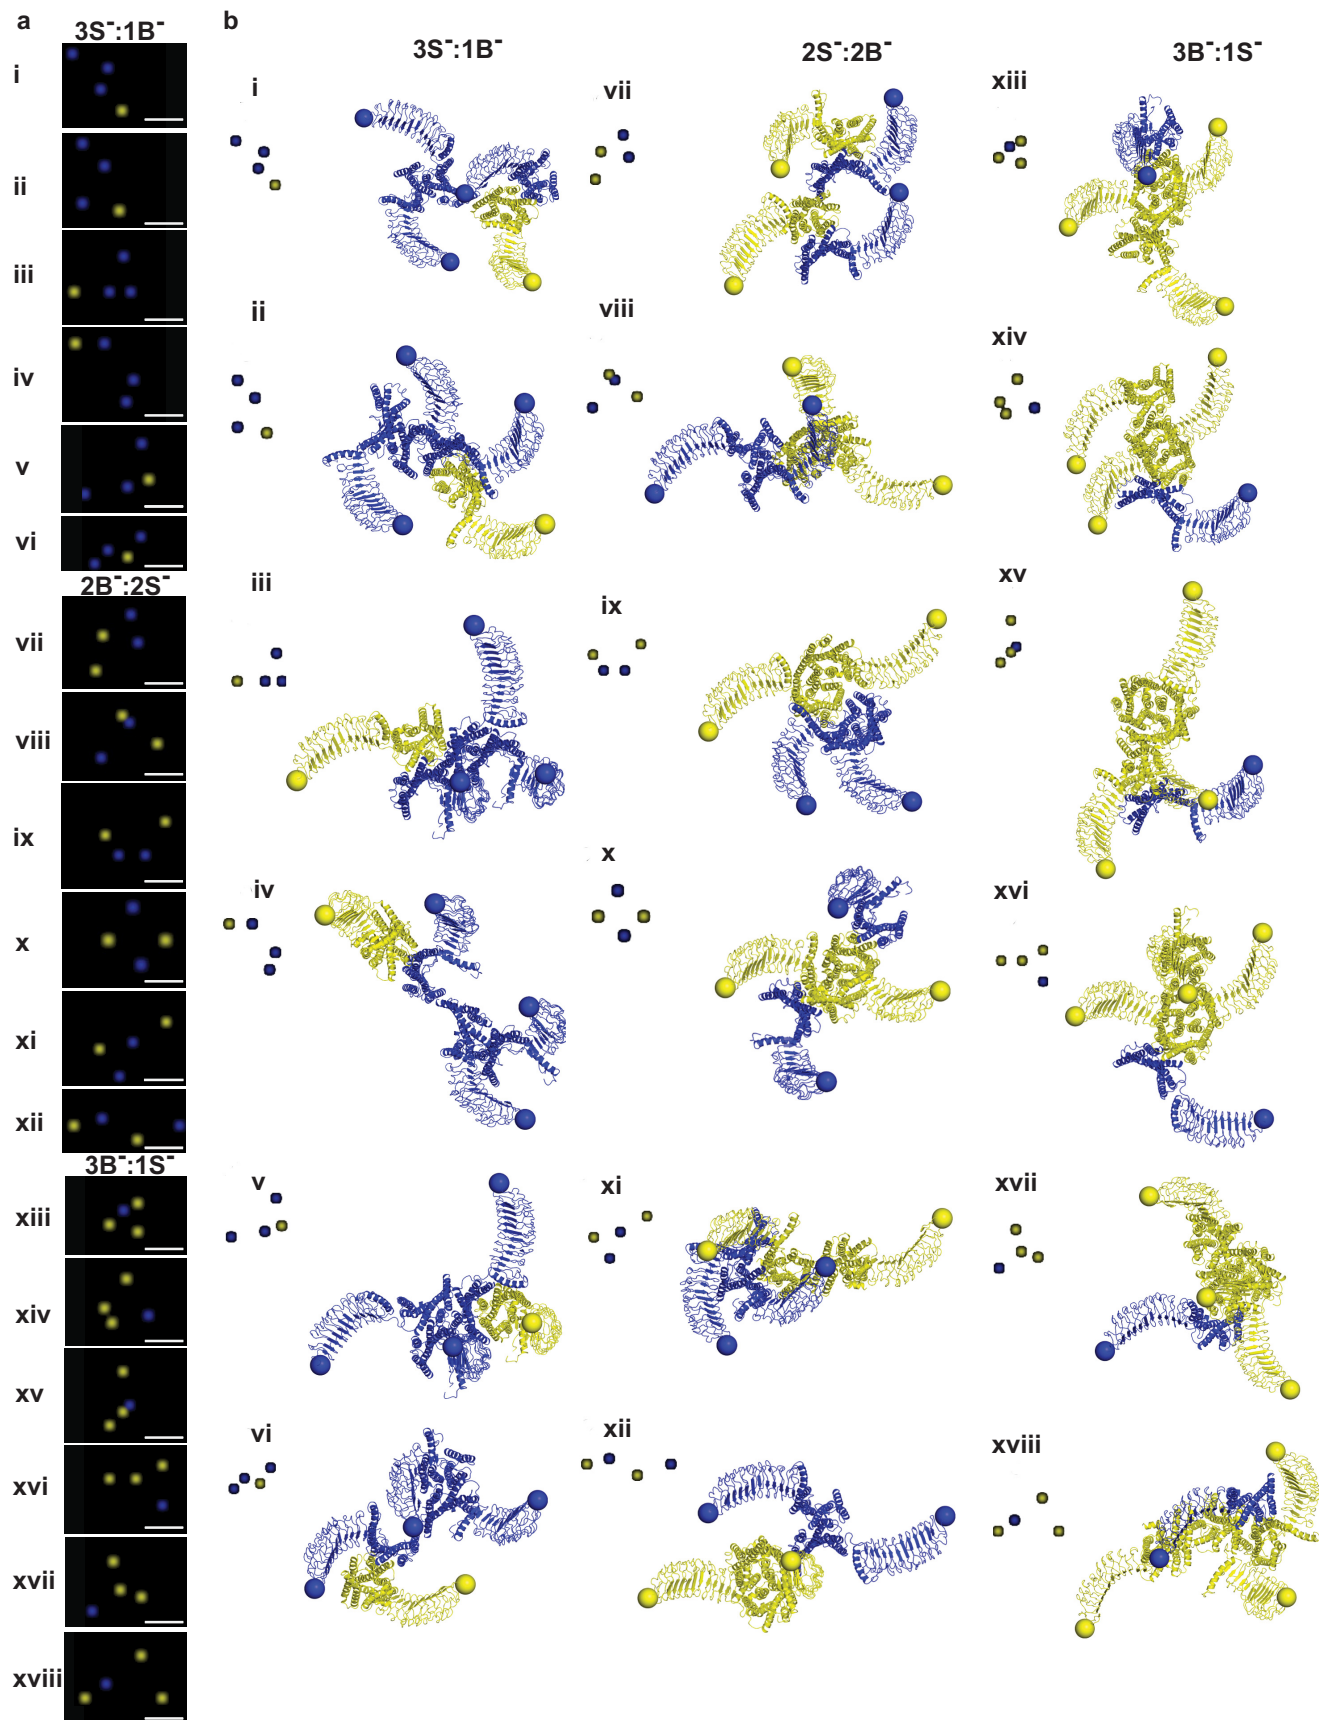 a
3S⁻:1B⁻
i
ii
iii
iv
v
vi
2B⁻:2S⁻
vii
viii
ix
x
xi
xii
3B⁻:1S⁻
xiii
xiv
xv
xvi
xvii
xviii
b
3S⁻:1B⁻
2S⁻:2B⁻
3B⁻:1S⁻
i
vii
xiii
ii
viii
xiv
iii
ix
xv
iv
x
xvi
v
xi
xvii
vi
xii
xviii